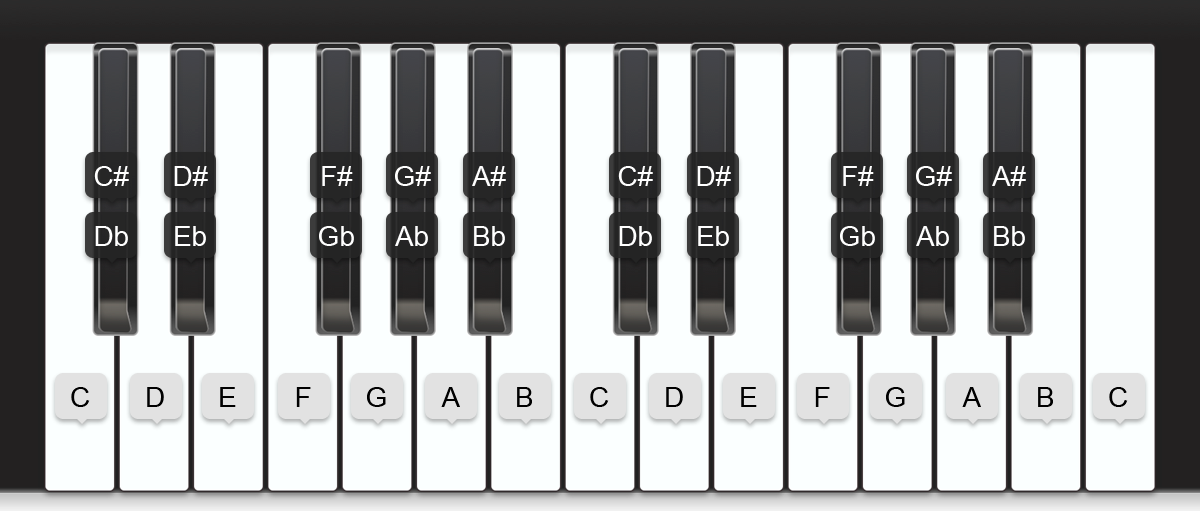 C# D# F# G# A# C# D# F# G# A#
Db Eb Gb Ab Bb Db Eb Gb Ab Bb
C D E F G A B C D E F G A B C